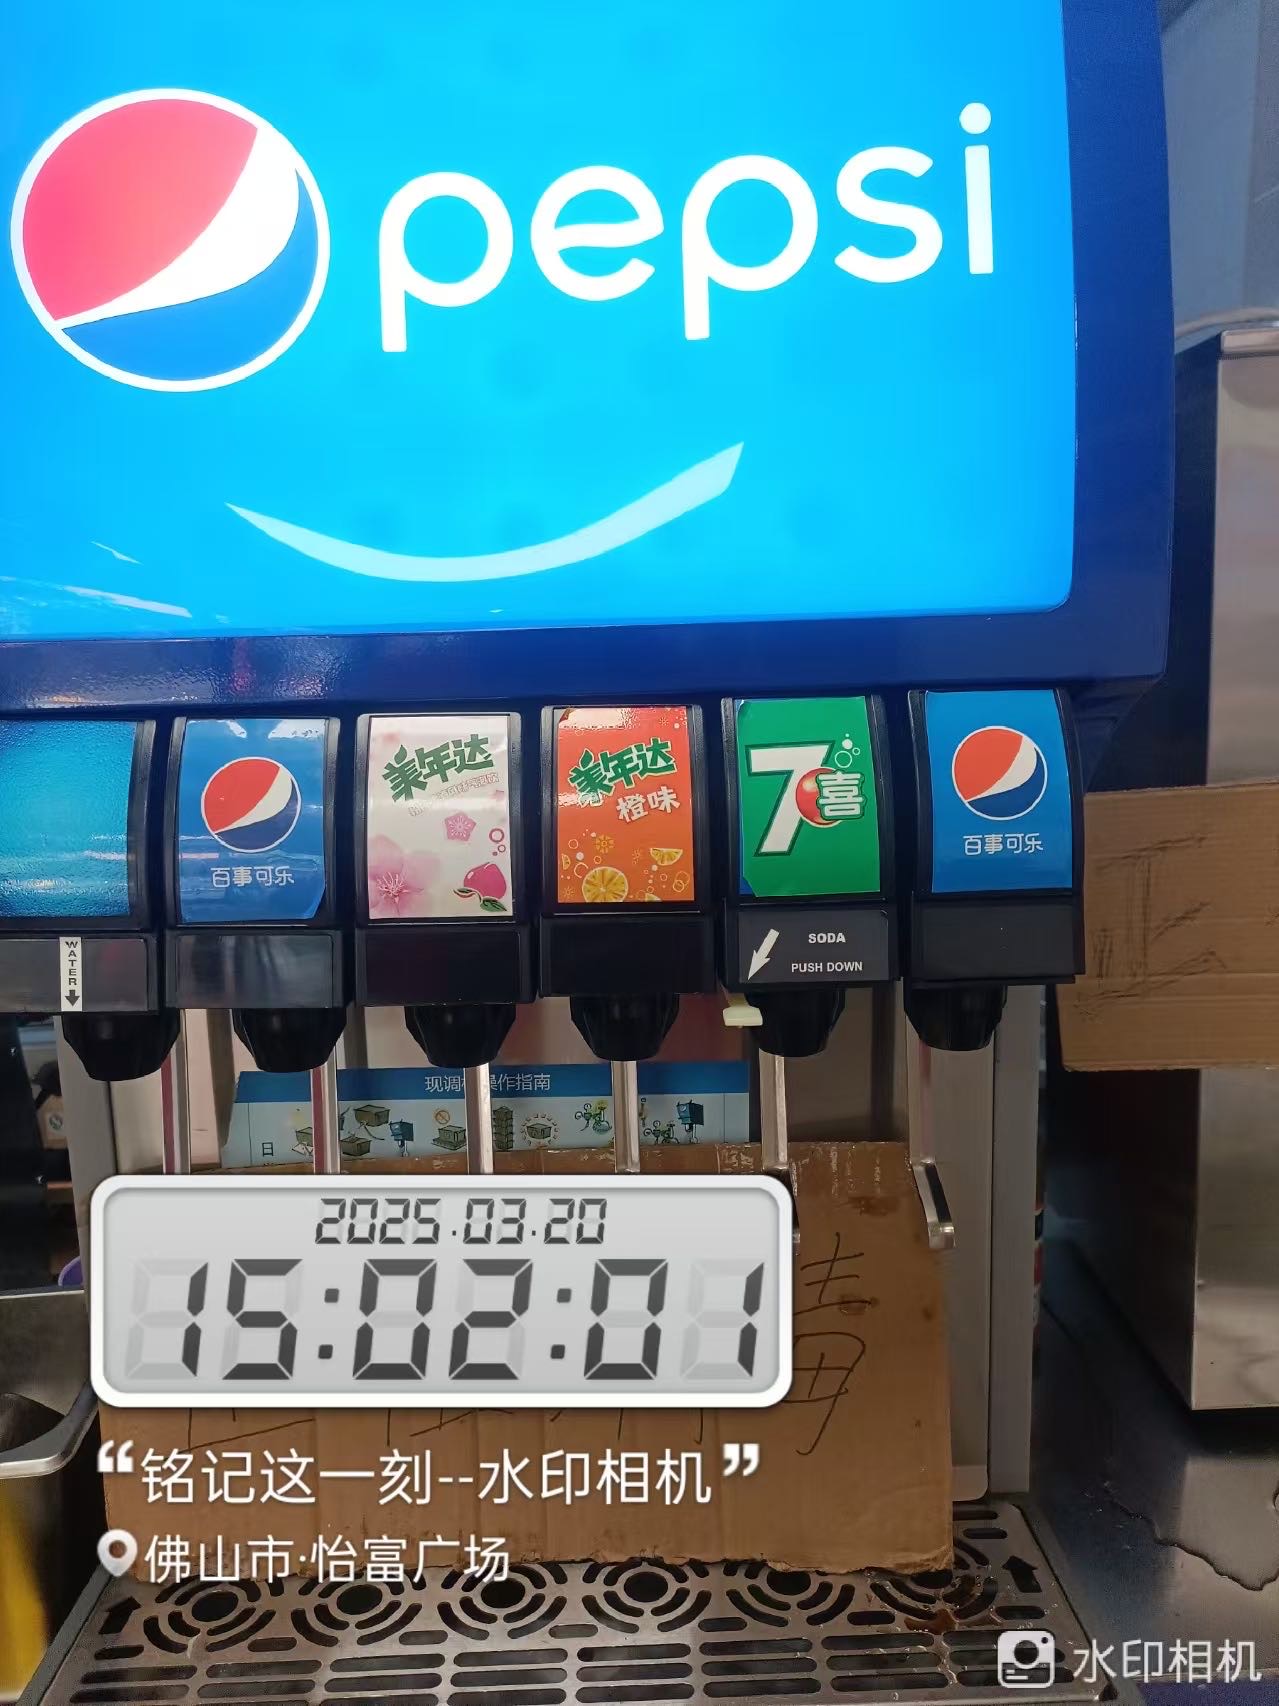 pepsi
百事可乐
美年达
美年达
橙味
7喜
百事可乐
WATER
SODA
PUSH DOWN
现调
操作指南
日
2025.03.20
15:02:01
“铭记这一刻--水印相机”
佛山市·怡富广场
水印相机